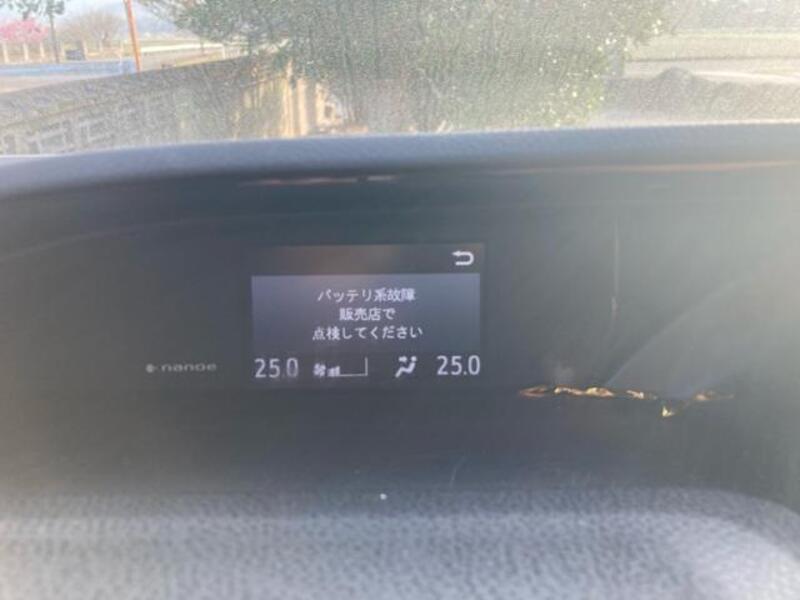 バッテリ系故障
販売店で
点検してください
nanoe
25.0
25.0